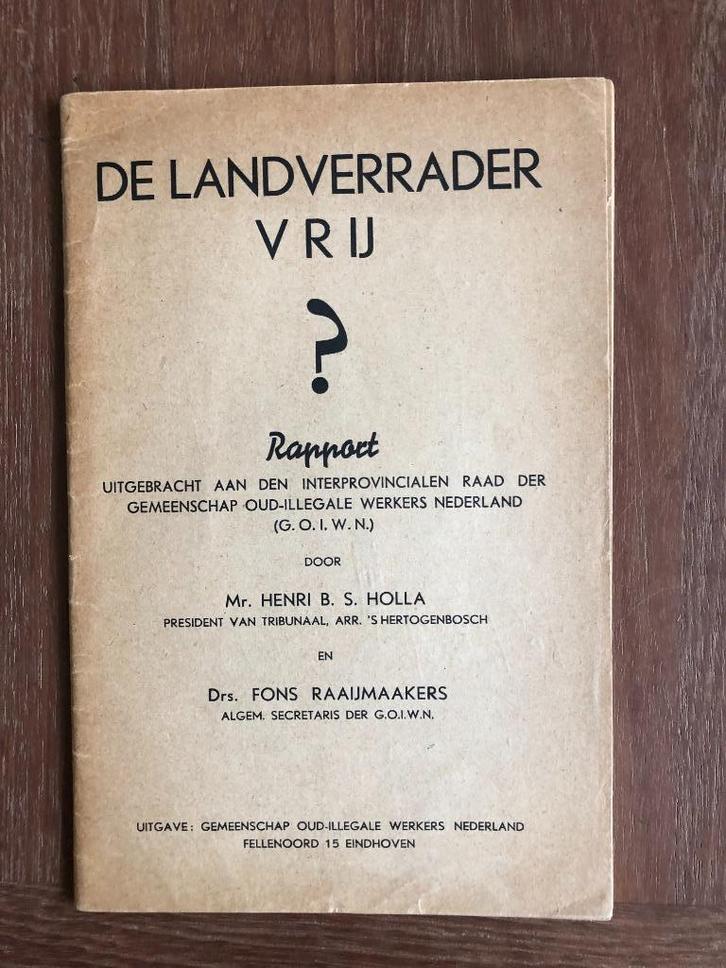 DE LANDVERRADER
VRIJ
?
Rapport
UITGEBRACHT AAN DEN INTERPROVINCIALEN RAAD DER
GEMEENSCHAP OUD-ILLEGALE WERKERS NEDERLAND
(G. O. I. W. N.)
DOOR
Mr. HENRI B. S. HOLLA
PRESIDENT VAN TRIBUNAAL, ARR. 'S HERTOGENBOSCH
EN
Drs. FONS RAAIJMAAKERS
ALGEM. SECRETARIS DER G.O.I.W.N.
UITGAVE: GEMEENSCHAP OUD-ILLEGALE WERKERS NEDERLAND
FELLENOORD 15 EINDHOVEN